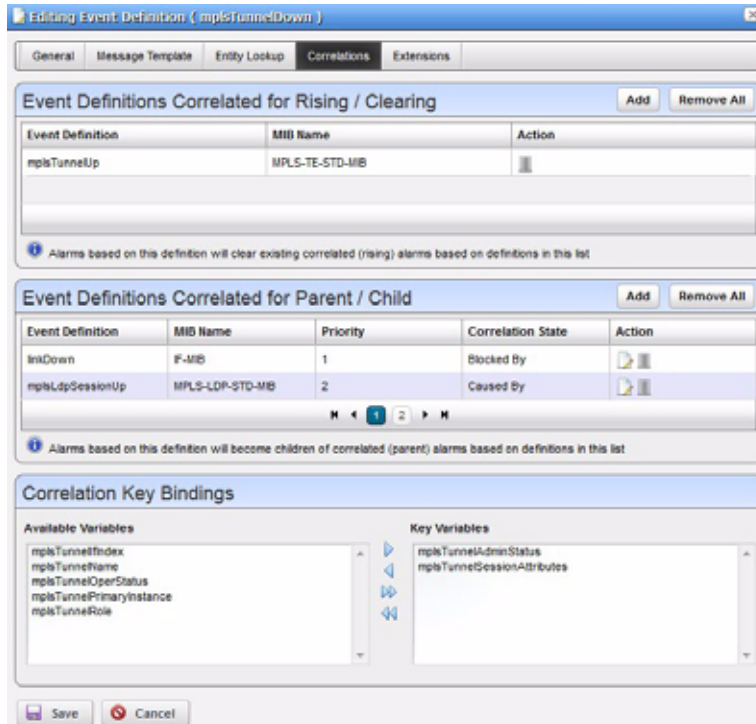 Editing Event Definition ( mplsTunnelDown )
General Message Template Entity Lookup Correlations Extensions
Event Definitions Correlated for Rising / Clearing Add Remove All
Event Definition MIB Name Action
mplsTunnelUp MPLS-TE-STD-MIB
Alarms based on this definition will clear existing correlated (rising) alarms based on definitions in this list
Event Definitions Correlated for Parent / Child Add Remove All
Event Definition MIB Name Priority Correlation State Action
linkDown IF-MIB 1 Blocked By
mplsLdpSessionUp MPLS-LDP-STD-MIB 2 Caused By
1 2
Alarms based on this definition will become children of correlated (parent) alarms based on definitions in this list
Correlation Key Bindings
Available Variables Key Variables
mplsTunnelIfIndex mplsTunnelAdminStatus
mplsTunnelName mplsTunnelSessionAttributes
mplsTunnelOperStatus
mplsTunnelPrimaryInstance
mplsTunnelRole
Save Cancel